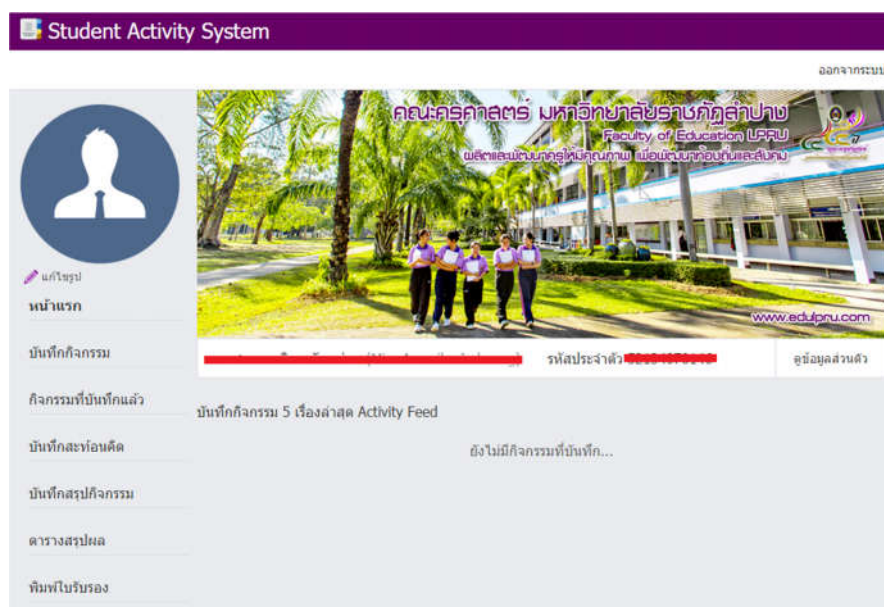 Student Activity System
ออกจากระบบ
คณะครุศาสตร์ มหาวิทยาลัยราชภัฏลำปาง
Faculty of Education LPRU
ผลิตและพัฒนาครูให้มีคุณภาพ เพื่อพัฒนาท้องถิ่นและสังคม
www.edulpru.com
แก้ไขรูป
หน้าแรก
บันทึกกิจกรรม
กิจกรรมที่บันทึกแล้ว
บันทึกสะท้อนคิด
บันทึกสรุปกิจกรรม
ตารางสรุปผล
พิมพ์ใบรับรอง
รหัสประจำตัว
ดูข้อมูลส่วนตัว
บันทึกกิจกรรม 5 เรื่องล่าสุด Activity Feed
ยังไม่มีกิจกรรมที่บันทึก...